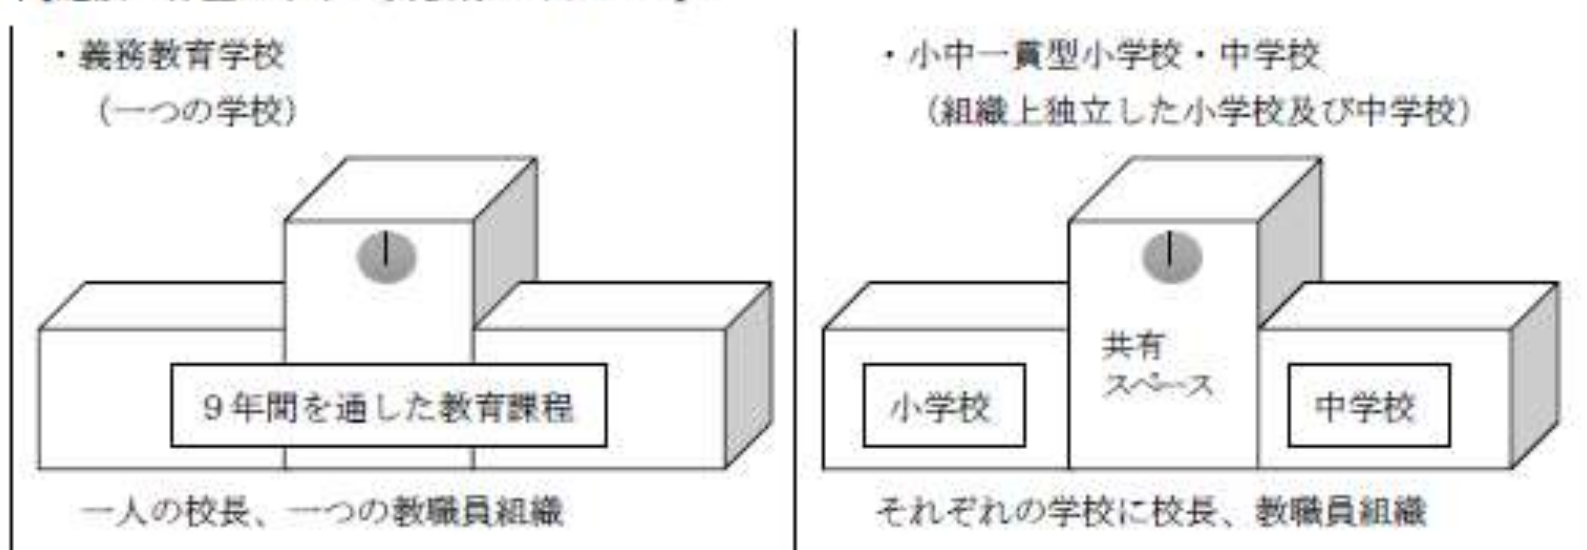 ・義務教育学校
（一つの学校）
９年間を通した教育課程
一人の校長、一つの教職員組織
・小中一貫型小学校・中学校
（組織上独立した小学校及び中学校）
共有
スペース
小学校
中学校
それぞれの学校に校長、教職員組織